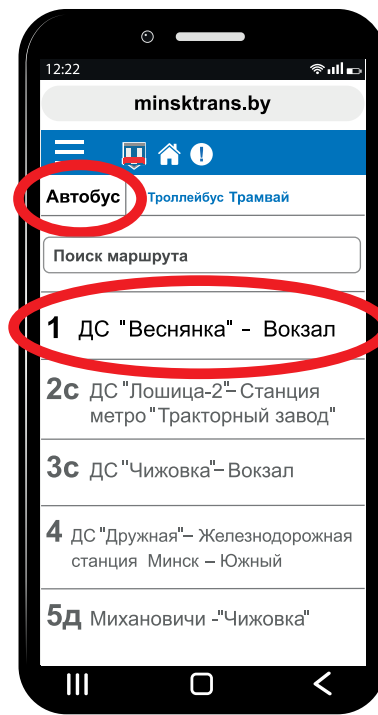 12:22
minsktrans.by
Автобус Троллейбус Трамвай
Поиск маршрута
1 ДС "Веснянка" - Вокзал
2с ДС "Лошица-2"– Станция
метро "Тракторный завод"
3с ДС "Чижовка"– Вокзал
4 ДС "Дружная"– Железнодорожная
станция Минск – Южный
5д Михановичи -"Чижовка"